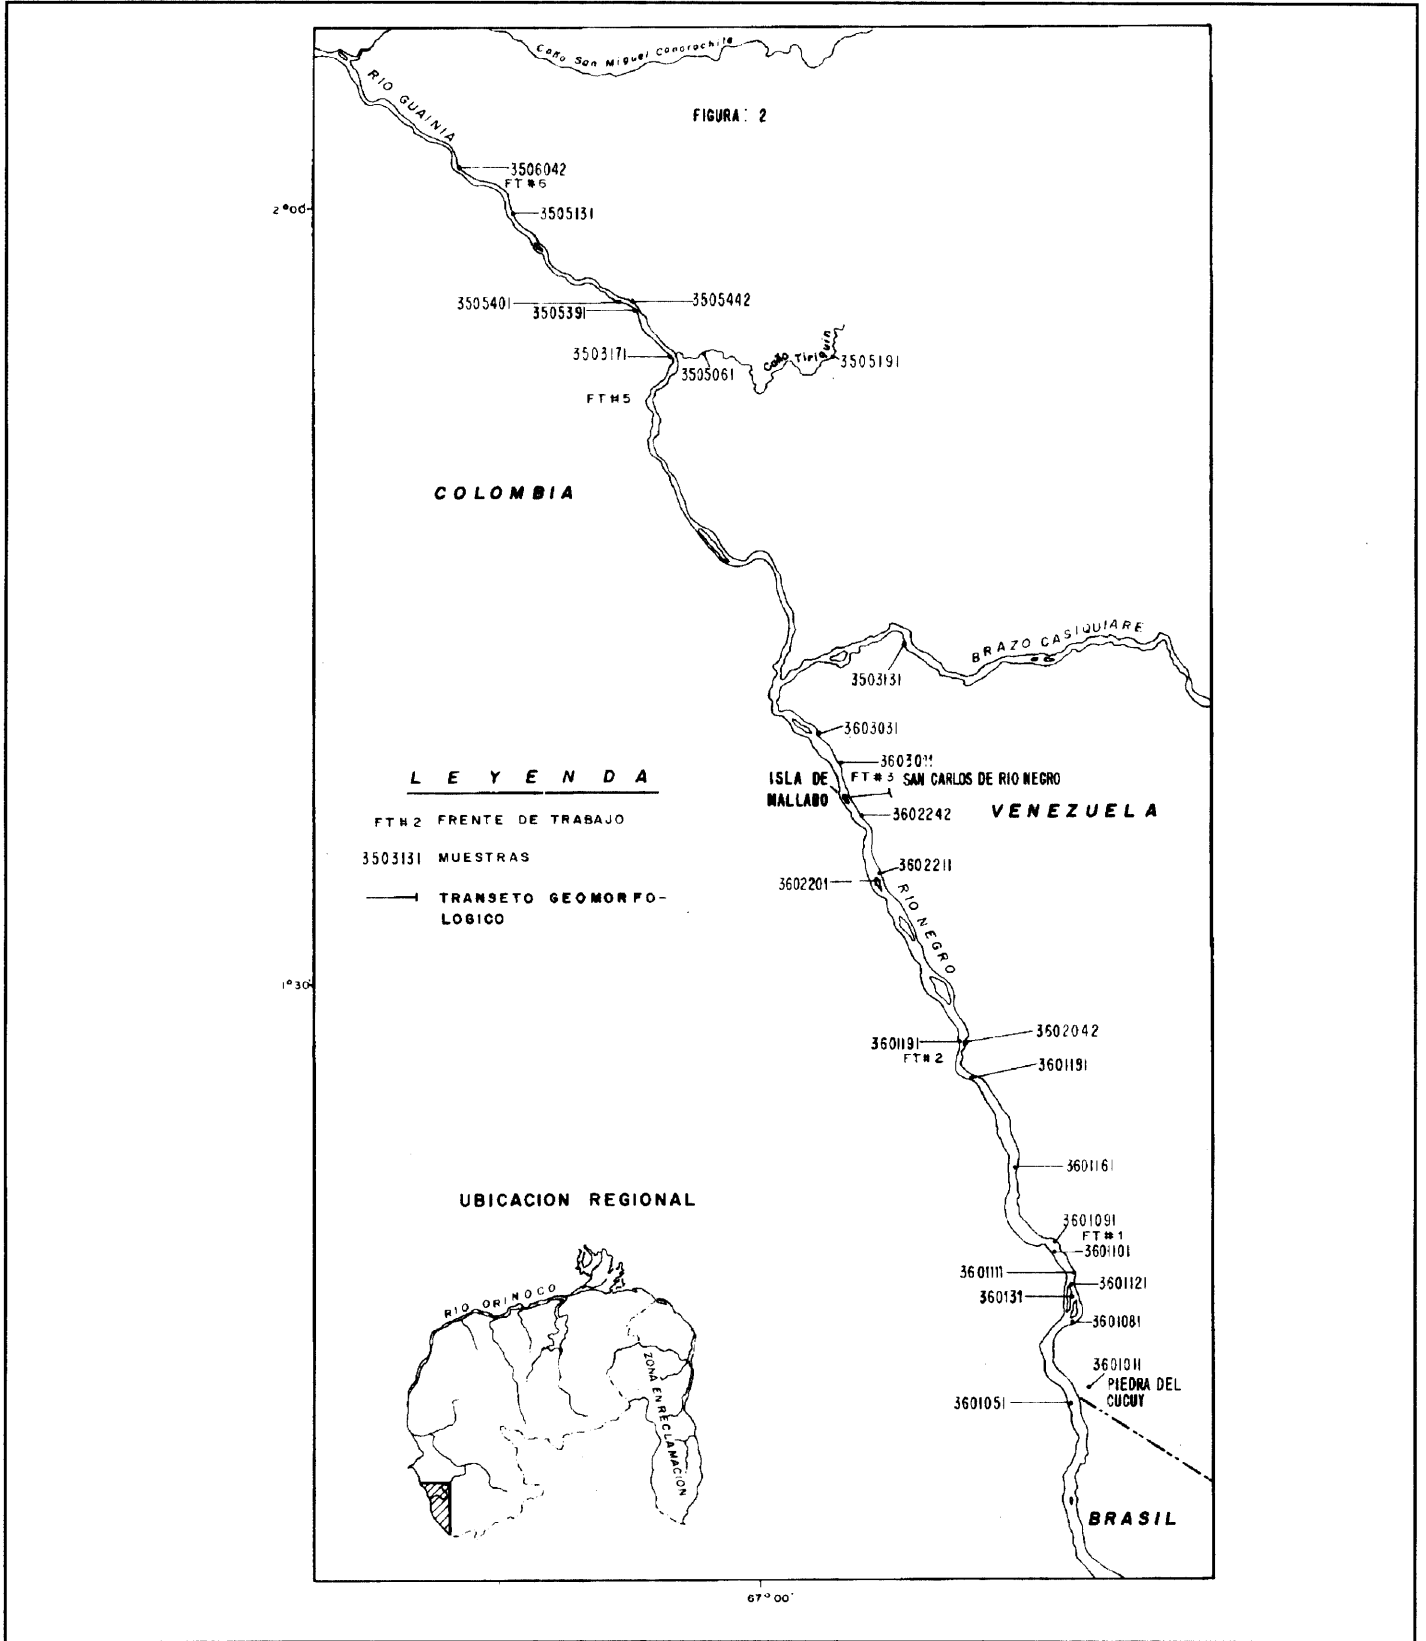 Caño San Miguel Conorochite
RIO GUAINIA
FIGURA: 2
3506042
FT#6
2°00'
3505131
3505401
3505442
3505391
3503171
3505061
Caño Tiriquin
3505191
FT#5
COLOMBIA
BRAZO CASIQUIARE
3503131
3603031
3603011
LEYENDA
ISLA DE
MALLABO
FT#3
SAN CARLOS DE RIO NEGRO
VENEZUELA
FT#2 FRENTE DE TRABAJO
3602242
3503131 MUESTRAS
3602211
3602201
TRANSETO GEOMORFO-
LOGICO
RIO NEGRO
1°30'
3602042
3601191
FT#2
3601181
3601161
UBICACION REGIONAL
3601091
FT#1
3601101
3601111
3601121
360131
3601081
RIO ORINOCO
ZONA EN RECLAMACION
3601011
PIEDRA DEL
CUCUY
3601051
BRASIL
67°00'